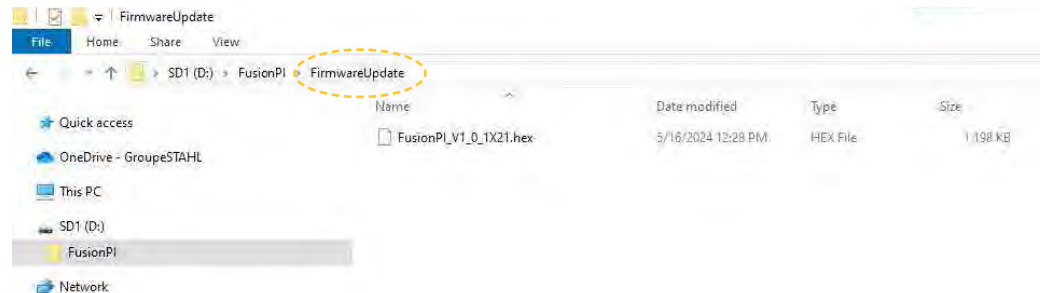 FirmwareUpdate
File Home Share View
SD1 (D:) › FusionPI › FirmwareUpdate
Name Date modified Type Size
Quick access
FusionPI_V1_0_1X21.hex 5/16/2024 12:28 PM HEX File 1 198 KB
OneDrive - GroupeSTAHL
This PC
SD1 (D:)
FusionPI
Network